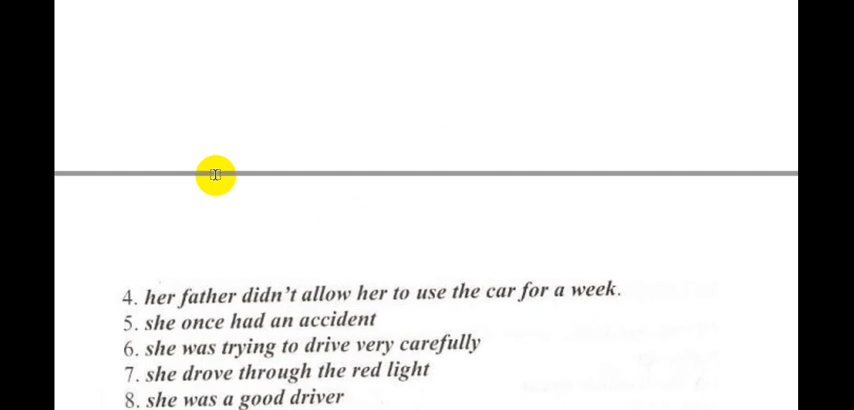 4. her father didn't allow her to use the car for a week.
5. she once had an accident
6. she was trying to drive very carefully
7. she drove through the red light
8. she was a good driver